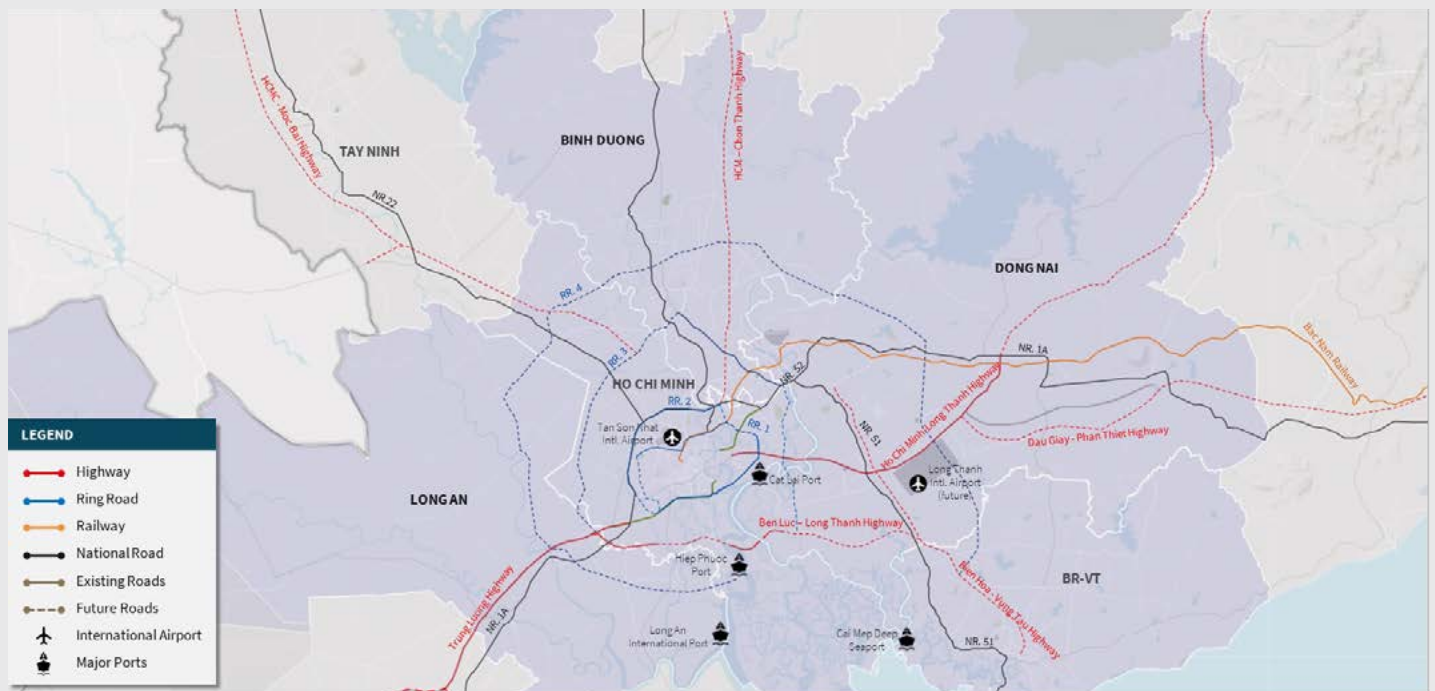 HCMC - Moc Bai Highway
TAY NINH
NR.22
BINH DUONG
HCM – Chon Thanh Highway
DONG NAI
RR. 4
RR. 3
HO CHI MINH
RR. 2
RR. 1
NR. 52
NR. 1A
Bac Nam Railway
Tan Son Nhat
Intl. Airport
NR. 51
Ho Chi Minh Long Thanh Highway
Dau Giay - Phan Thiet Highway
Cat Lai Port
Long Thanh
Intl. Airport
(future)
LONG AN
Ben Luc – Long Thanh Highway
Hiep Phuoc
Port
Bien Hoa - Vung Tau Highway
BR-VT
Trung Luong Highway
NR. 1A
Long An
International Port
Cai Mep Deep
Seaport
NR. 51
LEGEND
Highway
Ring Road
Railway
National Road
Existing Roads
Future Roads
International Airport
Major Ports